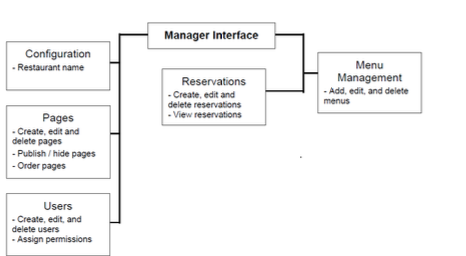 Manager Interface
Configuration
- Restaurant name
Pages
- Create, edit and
delete pages
- Publish / hide pages
- Order pages
Users
- Create, edit, and
delete users
- Assign permissions
Reservations
- Create, edit and
delete reservations
- View reservations
Menu
Management
- Add, edit, and delete
menus